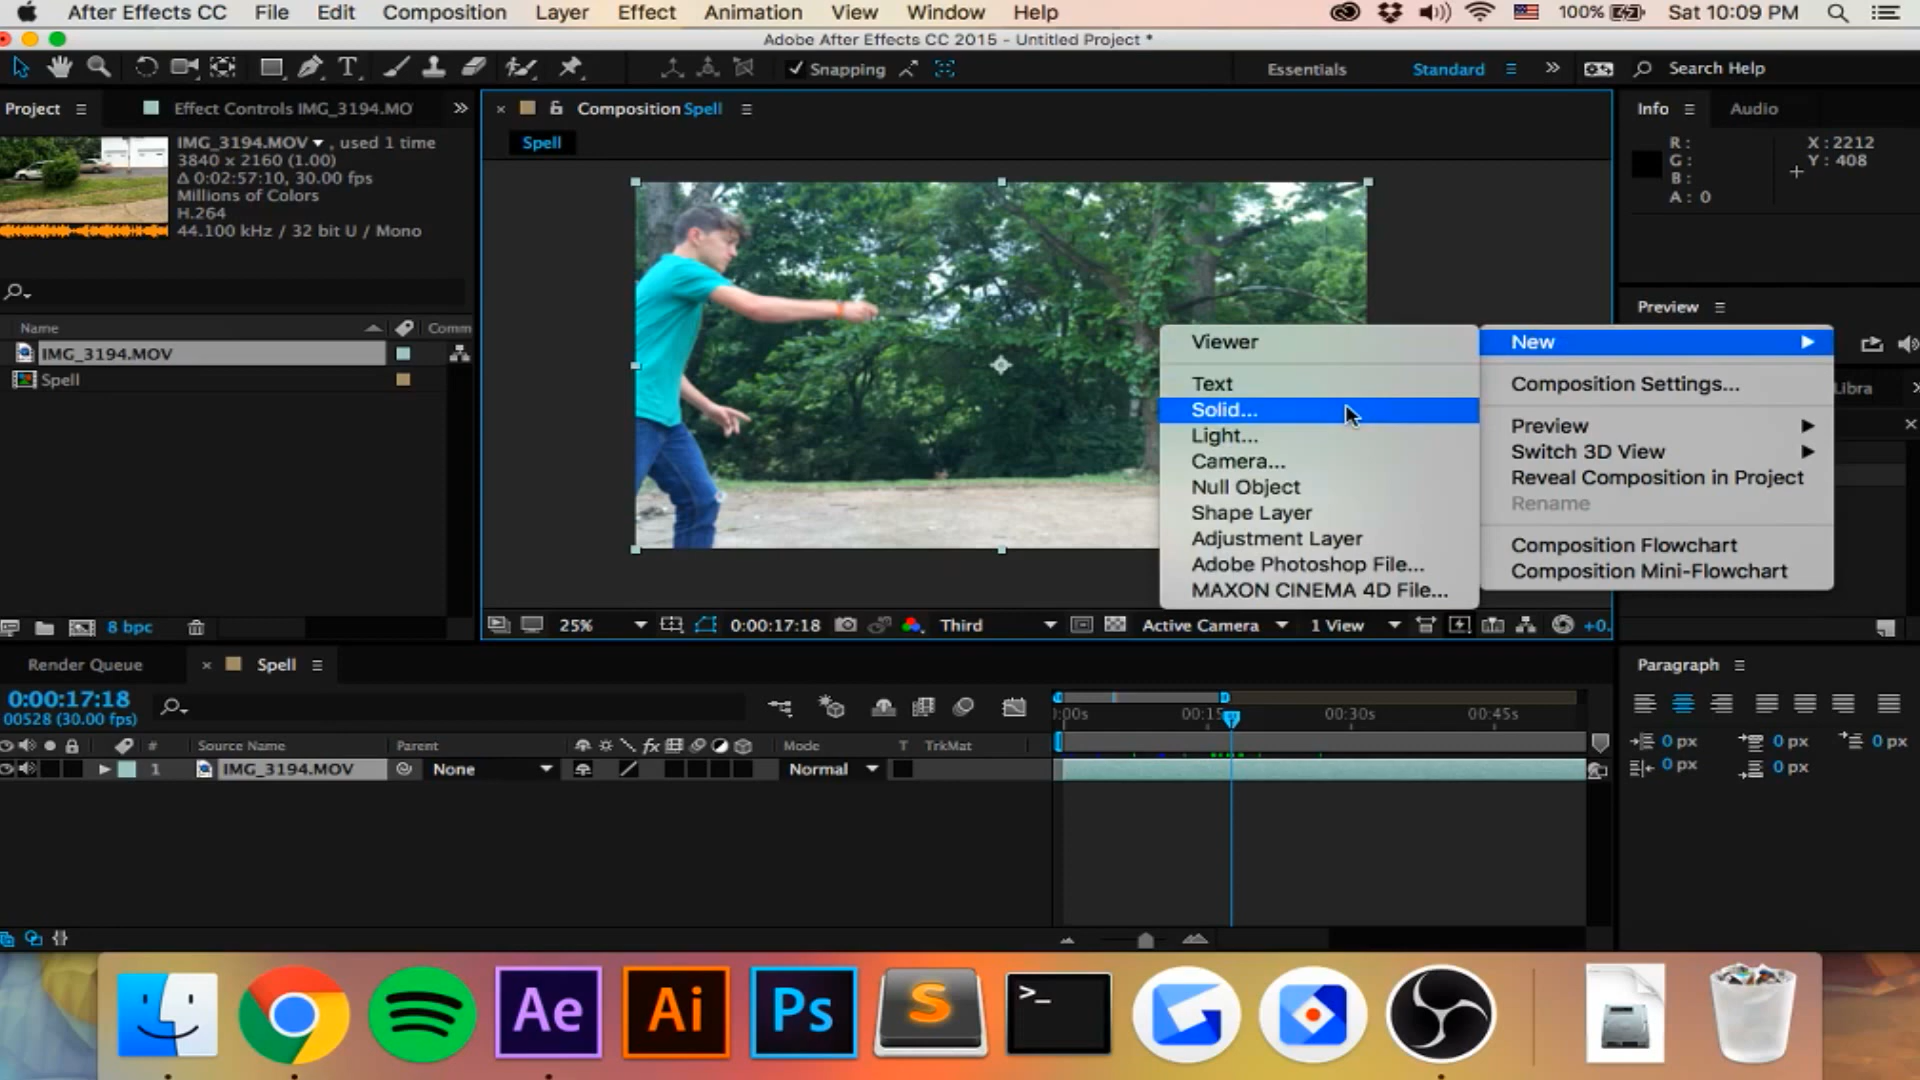 After Effects CC File Edit Composition Layer Effect Animation View Window Help 100% Sat 10:09 PM
Adobe After Effects CC 2015 - Untitled Project *
Snapping Essentials Standard Search Help
Project Effect Controls IMG_3194.MO Composition Spell Info Audio
Spell
IMG_3194.MOV , used 1 time
3840 x 2160 (1.00)
Δ 0:02:57:10, 30.00 fps
Millions of Colors
H.264
44.100 kHz / 32 bit U / Mono
R :
G :
B :
A : 0
X : 2212
Y : 408
Preview
Name Comm
IMG_3194.MOV
Spell
Viewer
Text
Solid...
Light...
Camera...
Null Object
Shape Layer
Adjustment Layer
Adobe Photoshop File...
MAXON CINEMA 4D File...
New
Composition Settings...
Preview
Switch 3D View
Reveal Composition in Project
Rename
Composition Flowchart
Composition Mini-Flowchart
Libra
8 bpc
25% 0:00:17:18 Third Active Camera 1 View +0.
Render Queue Spell
0:00:17:18
00528 (30.00 fps)
):00s 00:15 00:30s 00:45s
# Source Name Parent fx Mode T TrkMat
1 IMG_3194.MOV None Normal
Paragraph
0 px 0 px 0 px
0 px 0 px
Ae Ai Ps S >_